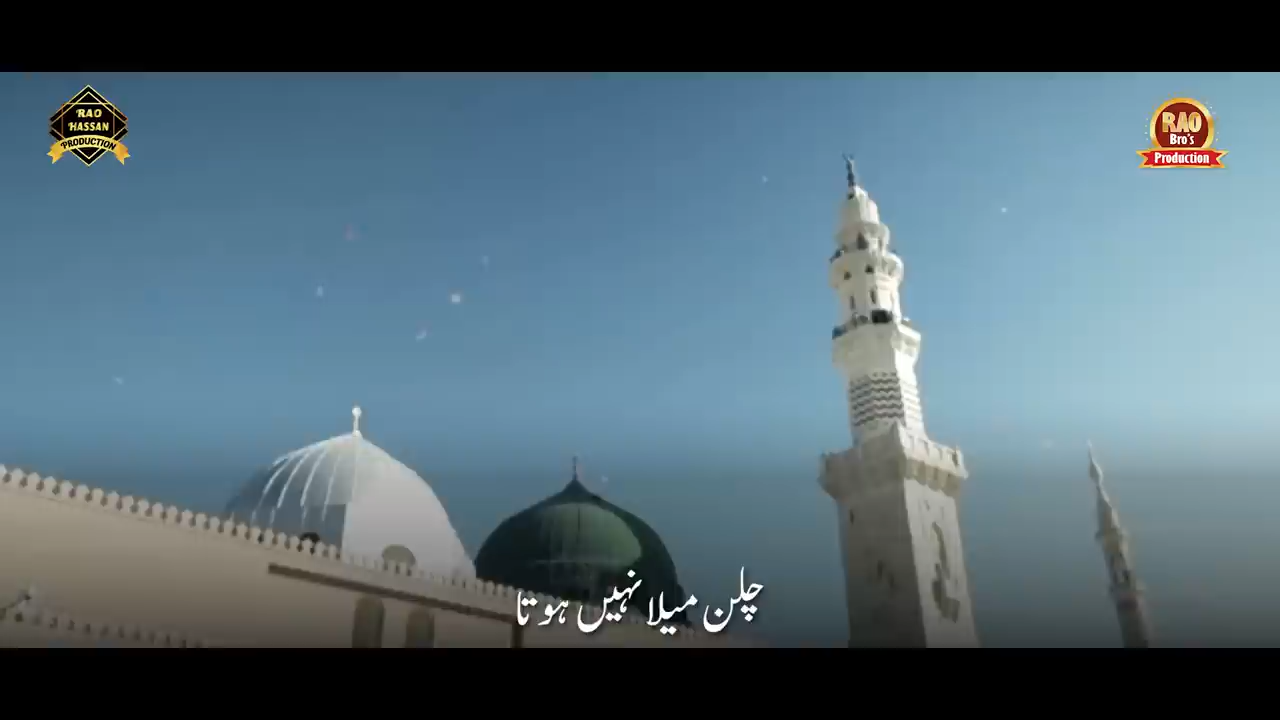 RAO
HASSAN
PRODUCTION
RAO
Bro's
Production
چلن میلا نہیں ہوتا